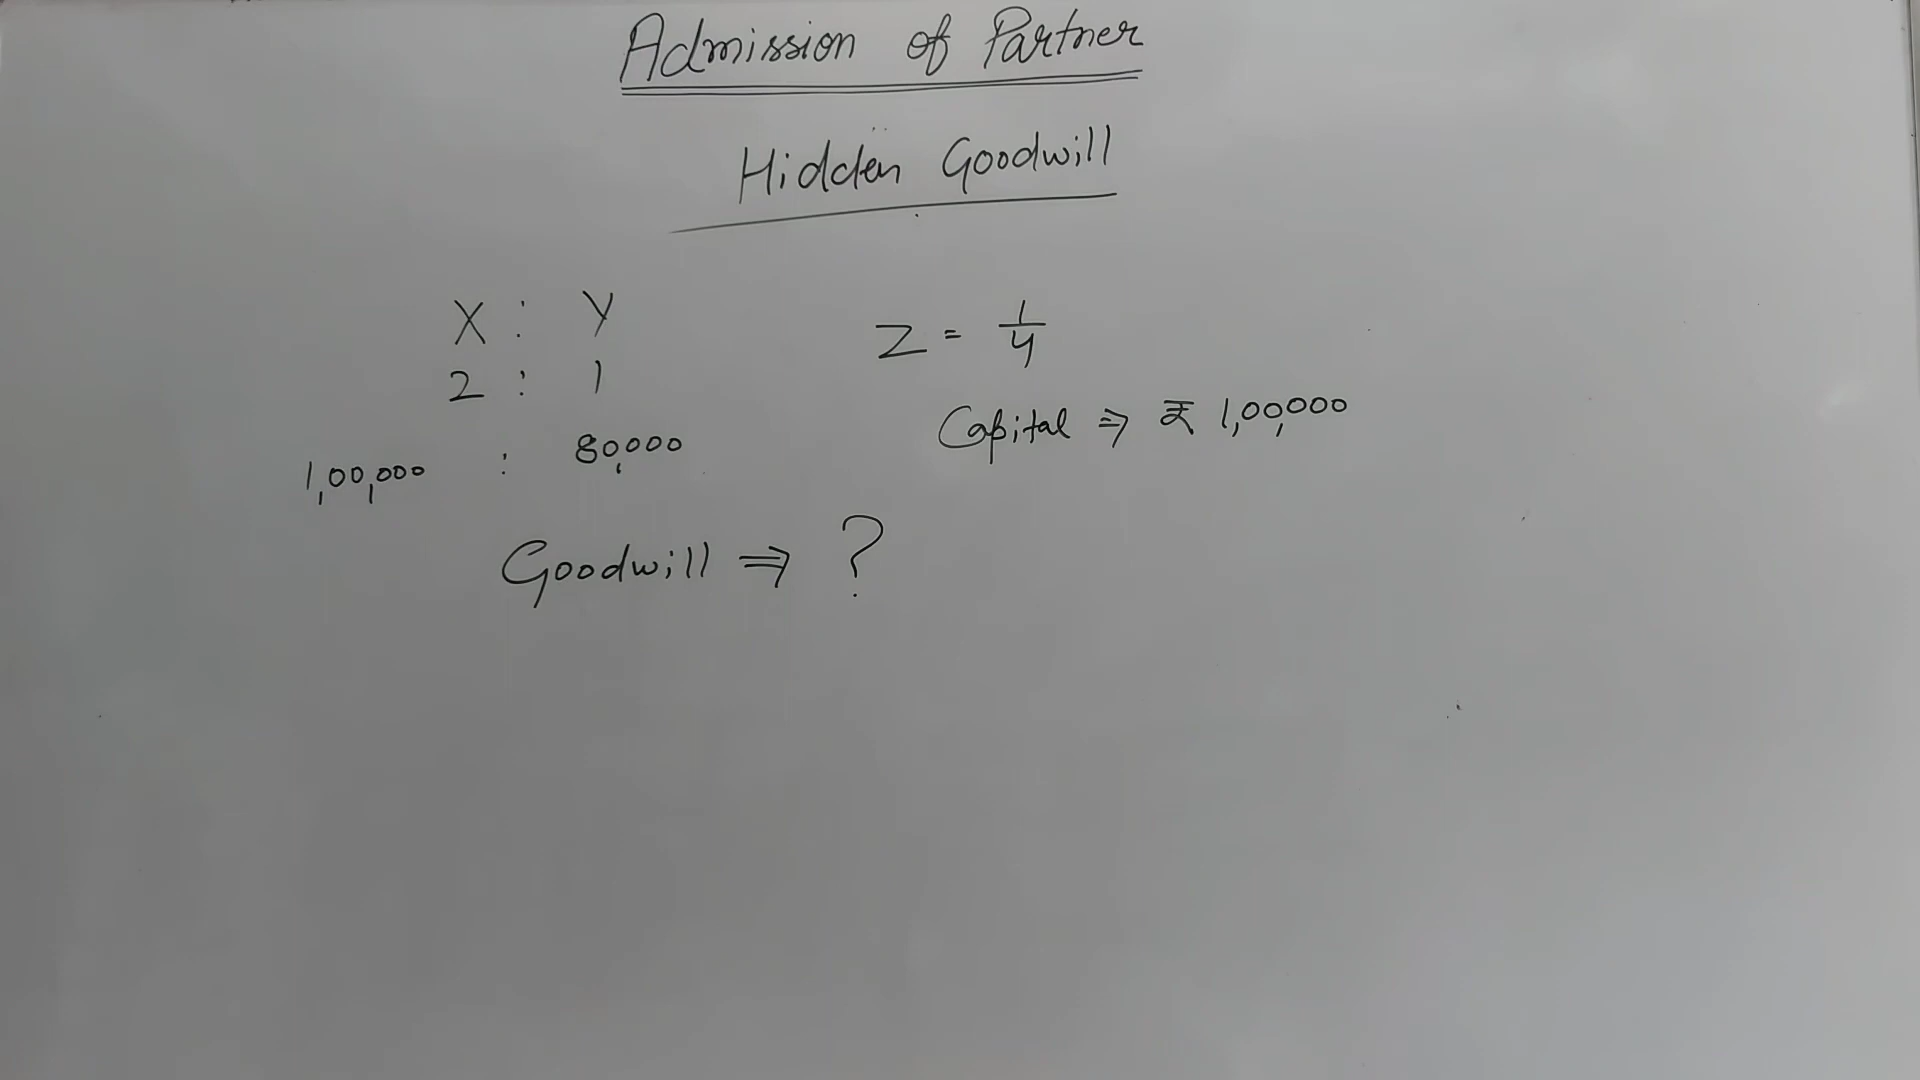 Admission of Partner
Hidden Goodwill
X : Y
2 : 1
1,00,000 : 80,000
Z = 1/4
Capital ⇒ ₹ 1,00,000
Goodwill ⇒ ?